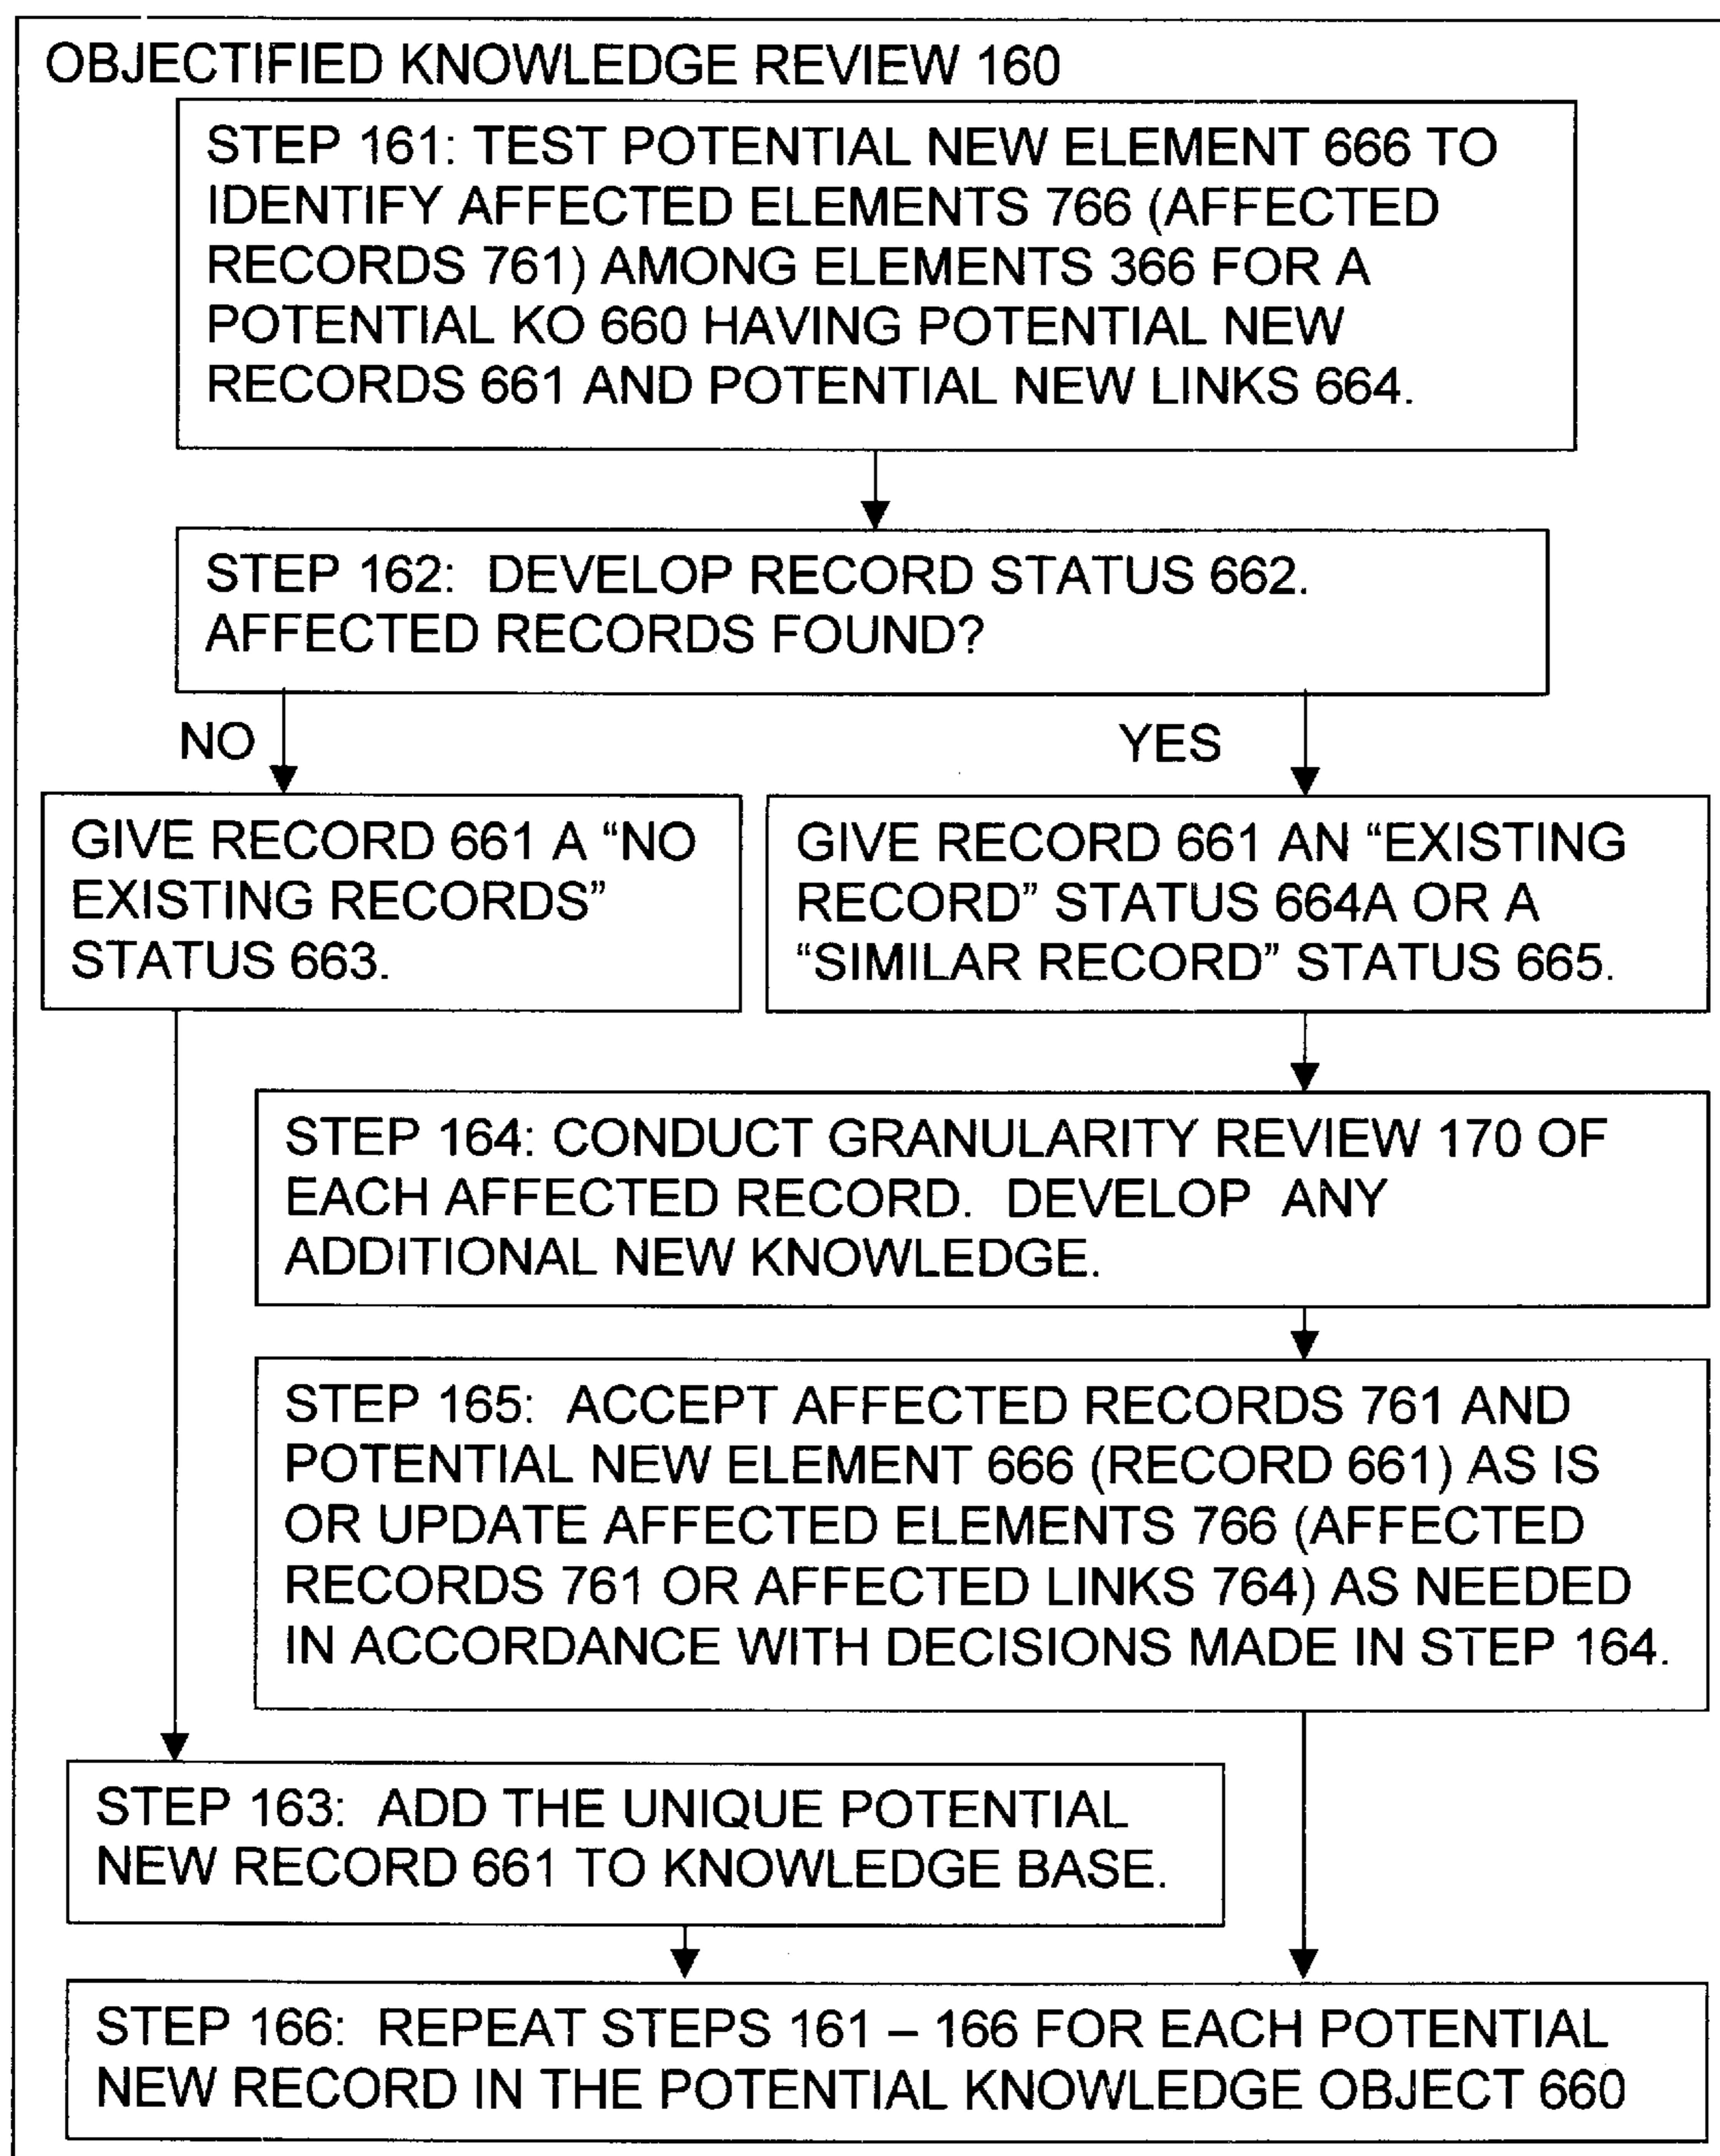 OBJECTIFIED KNOWLEDGE REVIEW 160
STEP 161: TEST POTENTIAL NEW ELEMENT 666 TO
IDENTIFY AFFECTED ELEMENTS 766 (AFFECTED
RECORDS 761) AMONG ELEMENTS 366 FOR A
POTENTIAL KO 660 HAVING POTENTIAL NEW
RECORDS 661 AND POTENTIAL NEW LINKS 664.
STEP 162: DEVELOP RECORD STATUS 662.
AFFECTED RECORDS FOUND?
NO
YES
GIVE RECORD 661 A “NO
EXISTING RECORDS”
STATUS 663.
GIVE RECORD 661 AN “EXISTING
RECORD” STATUS 664A OR A
“SIMILAR RECORD” STATUS 665.
STEP 164: CONDUCT GRANULARITY REVIEW 170 OF
EACH AFFECTED RECORD. DEVELOP ANY
ADDITIONAL NEW KNOWLEDGE.
STEP 165: ACCEPT AFFECTED RECORDS 761 AND
POTENTIAL NEW ELEMENT 666 (RECORD 661) AS IS
OR UPDATE AFFECTED ELEMENTS 766 (AFFECTED
RECORDS 761 OR AFFECTED LINKS 764) AS NEEDED
IN ACCORDANCE WITH DECISIONS MADE IN STEP 164.
STEP 163: ADD THE UNIQUE POTENTIAL
NEW RECORD 661 TO KNOWLEDGE BASE.
STEP 166: REPEAT STEPS 161 – 166 FOR EACH POTENTIAL
NEW RECORD IN THE POTENTIAL KNOWLEDGE OBJECT 660